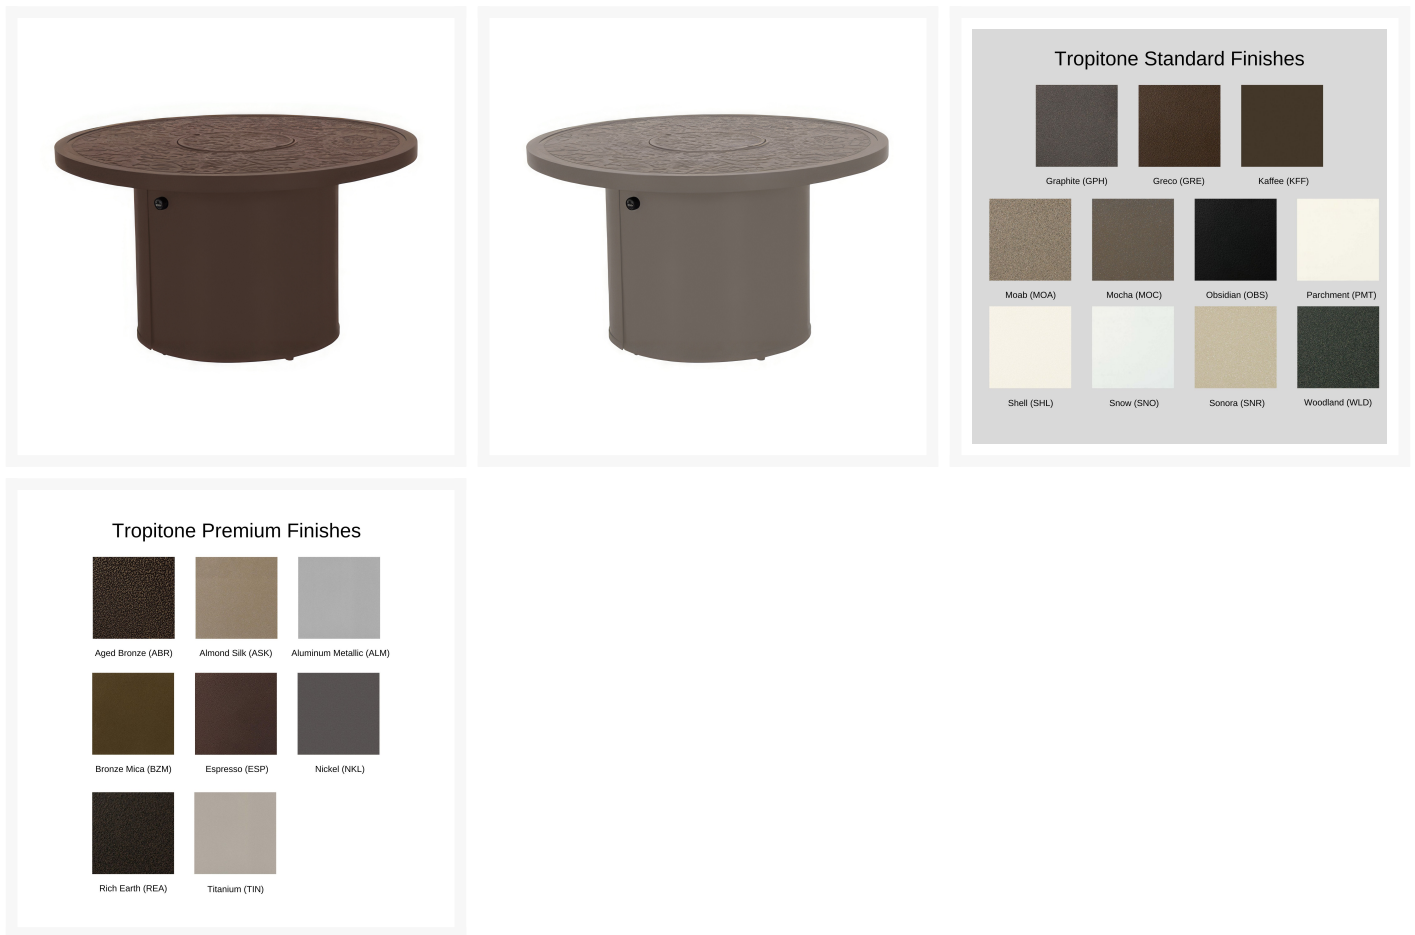 Tropitone Standard Finishes
Graphite (GPH) Greco (GRE) Kaffee (KFF)
Moab (MOA) Mocha (MOC) Obsidian (OBS) Parchment (PMT)
Shell (SHL) Snow (SNO) Sonora (SNR) Woodland (WLD)
Tropitone Premium Finishes
Aged Bronze (ABR) Almond Silk (ASK) Aluminum Metallic (ALM)
Bronze Mica (BZM) Espresso (ESP) Nickel (NKL)
Rich Earth (REA) Titanium (TIN)